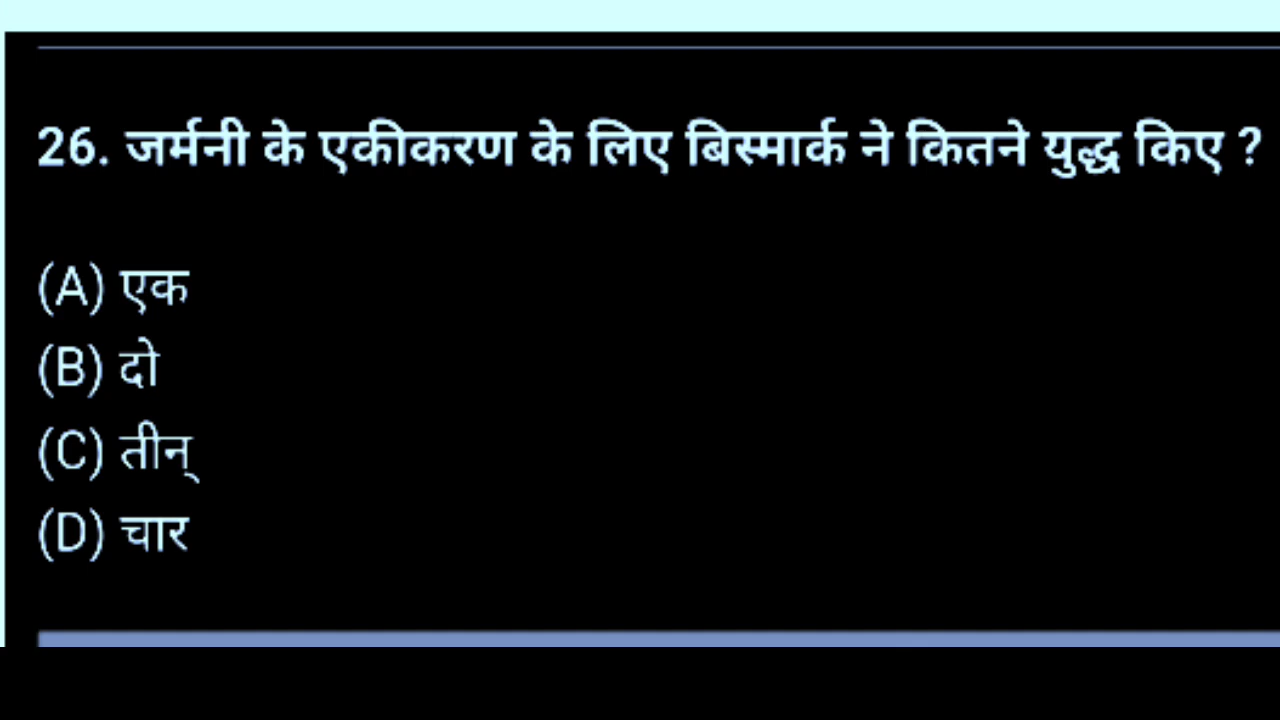 26. जर्मनी के एकीकरण के लिए बिस्मार्क ने कितने युद्ध किए ?
(A) एक
(B) दो
(C) तीन्
(D) चार